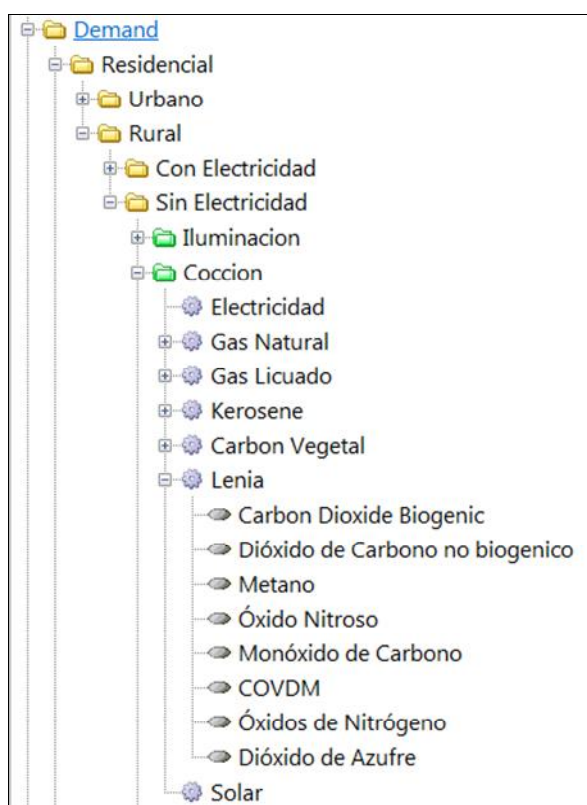 Demand
Residencial
Urbano
Rural
Con Electricidad
Sin Electricidad
Iluminacion
Coccion
Electricidad
Gas Natural
Gas Licuado
Kerosene
Carbon Vegetal
Lenia
Carbon Dioxide Biogenic
Dióxido de Carbono no biogenico
Metano
Óxido Nitroso
Monóxido de Carbono
COVDM
Óxidos de Nitrógeno
Dióxido de Azufre
Solar